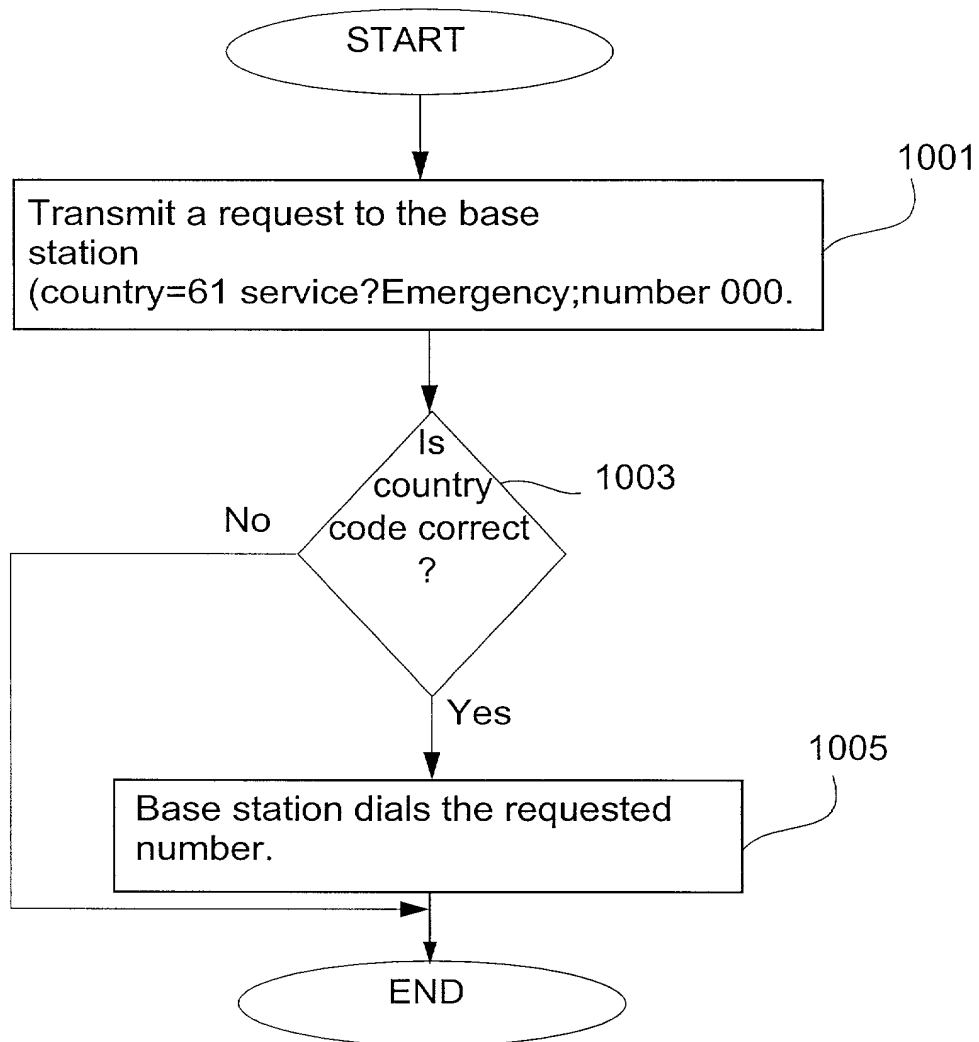 START
1001
Transmit a request to the base
station
(country=61 service?Emergency;number 000.
Is
country
code correct
?
1003
No
Yes
1005
Base station dials the requested
number.
END